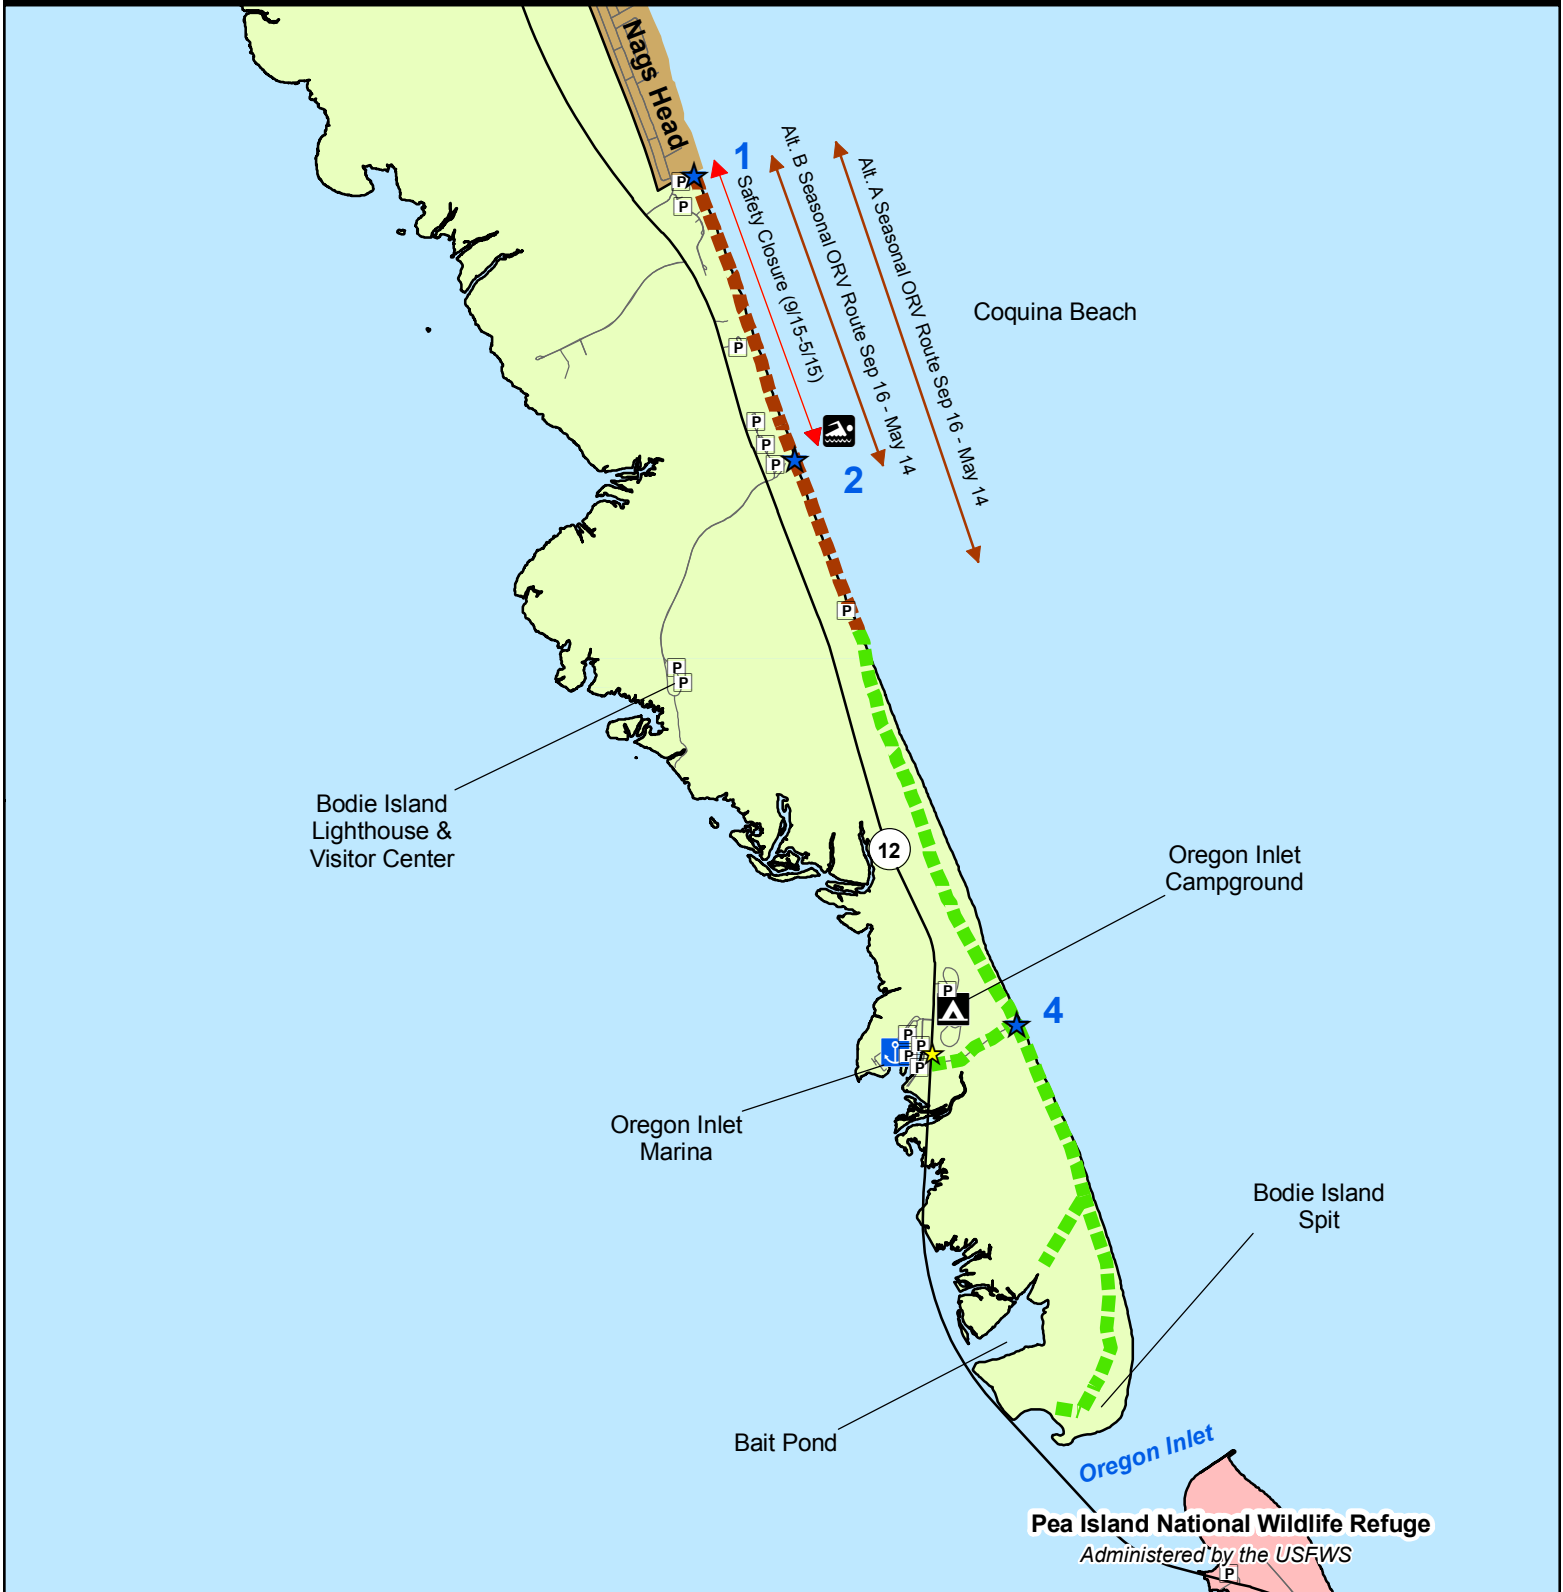 Nags Head
1
Safety Closure (9/15-5/15)
Alt. B Seasonal ORV Route Sep 16 - May 14
Alt. A Seasonal ORV Route Sep 16 - May 14
P
P
Coquina Beach
P
P
P
P
2
P
P
P
Bodie Island
Lighthouse &
Visitor Center
12
Oregon Inlet
Campground
P
4
P
P
P
P
Oregon Inlet
Marina
Bodie Island
Spit
Bait Pond
Oregon Inlet
Pea Island National Wildlife Refuge
Administered by the USFWS
P